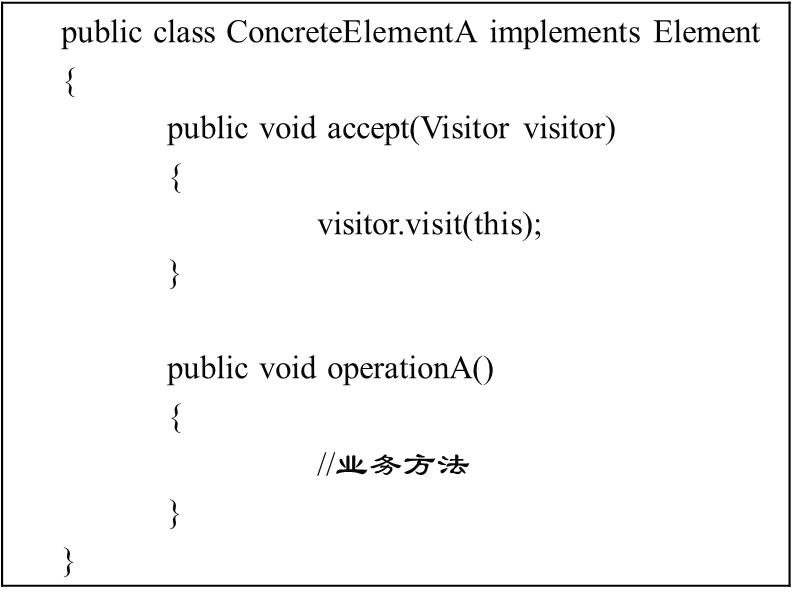 public class ConcreteElementA implements Element
{
public void accept(Visitor visitor)
{
visitor.visit(this);
}
public void operationA()
{
//业务方法
}
}